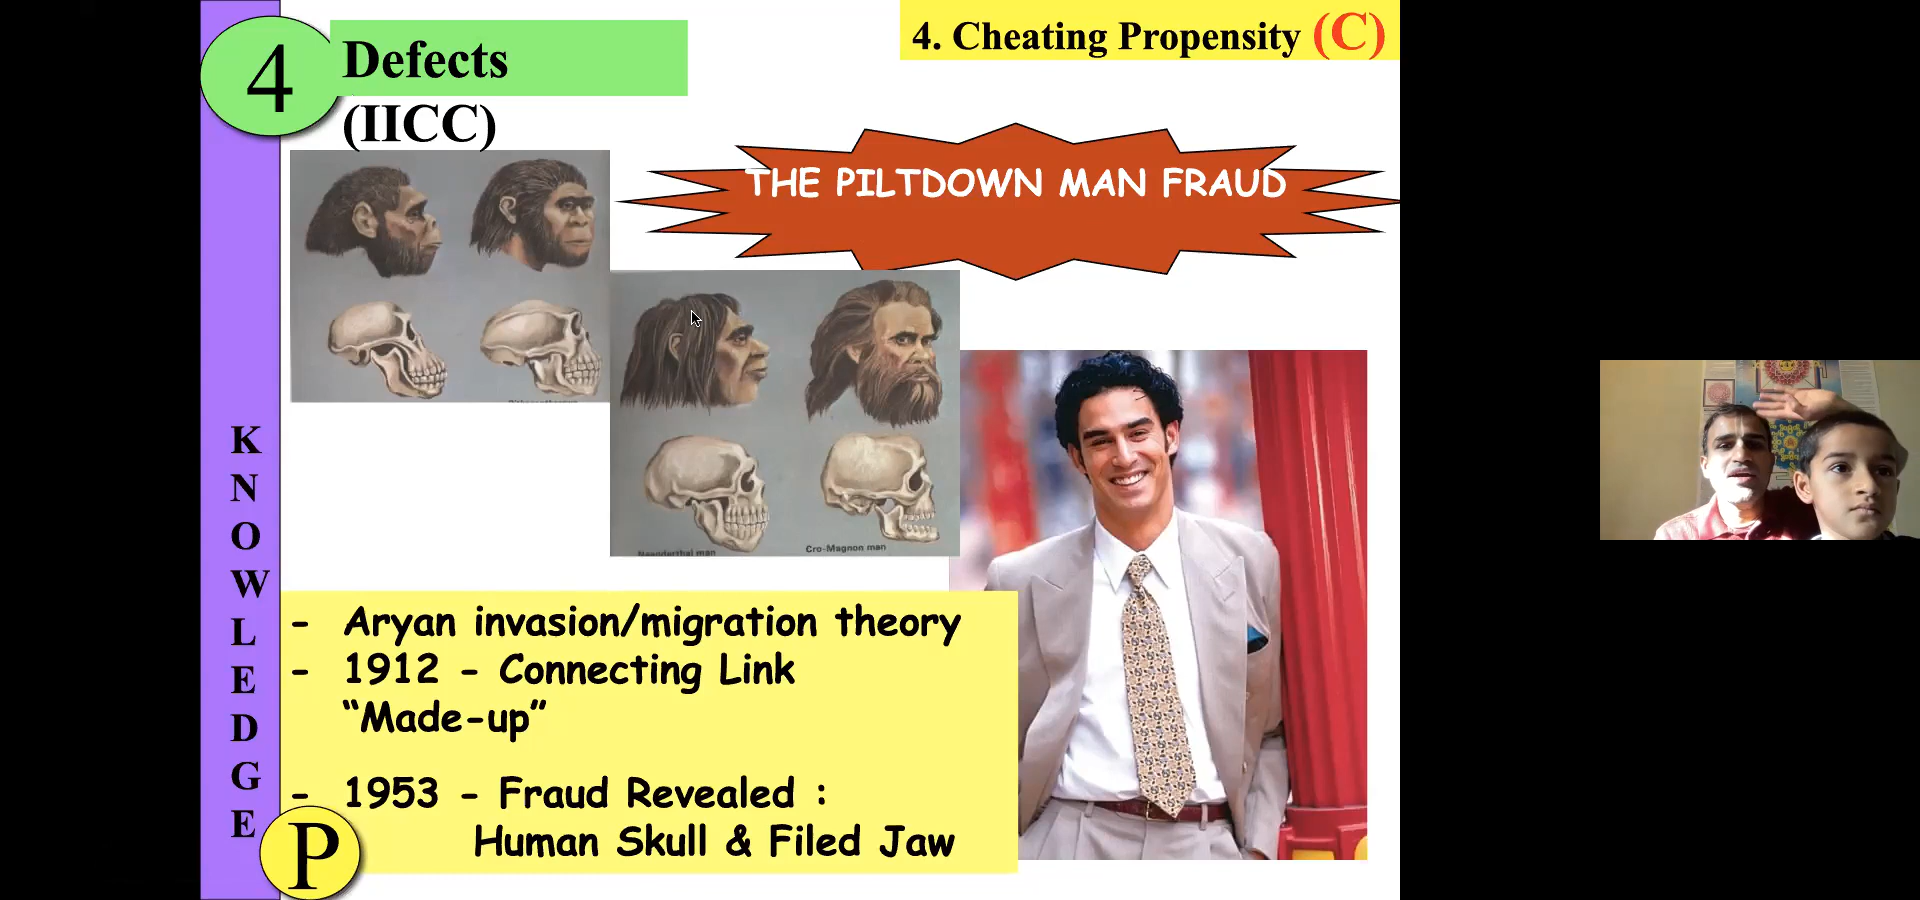 4
Defects
(IICC)
4. Cheating Propensity (C)
THE PILTDOWN MAN FRAUD
Neanderthal man
Cro-Magnon man
KNOWLEDGE
- Aryan invasion/migration theory
- 1912 - Connecting Link
“Made-up”
- 1953 - Fraud Revealed :
Human Skull & Filed Jaw
P